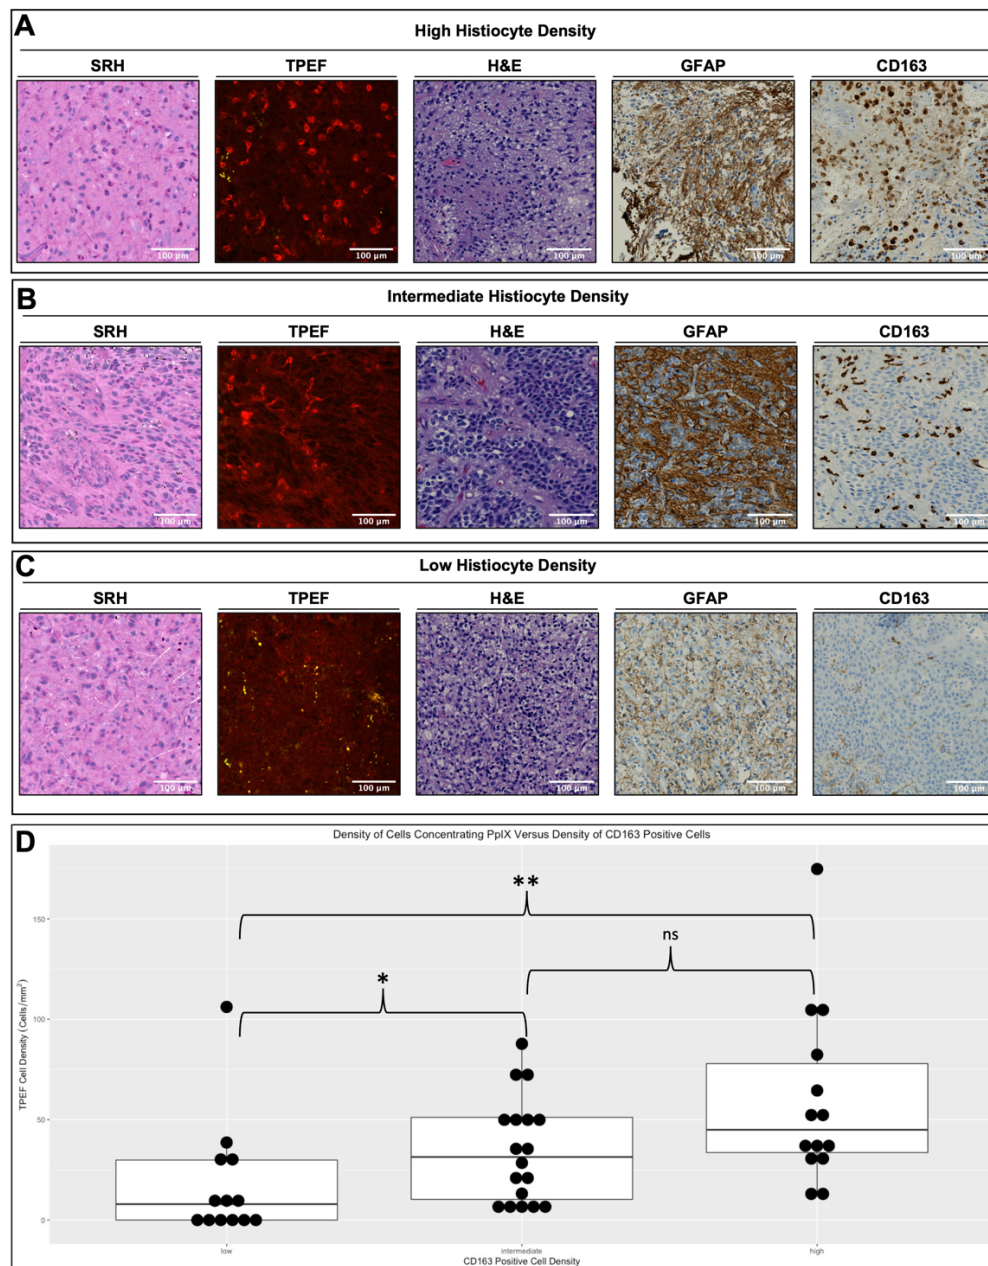 A
High Histiocyte Density
SRH TPEF H&E GFAP CD163
100 µm 100 µm 100 µm 100 µm 100 µm
B
Intermediate Histiocyte Density
SRH TPEF H&E GFAP CD163
100 µm 100 µm 100 µm 100 µm 100 µm
C
Low Histiocyte Density
SRH TPEF H&E GFAP CD163
100 µm 100 µm 100 µm 100 µm 100 µm
D
Density of Cells Concentrating PpIX Versus Density of CD163 Positive Cells
**
ns
*
150
100
50
0
TPEF Cell Density (Cells/mm²)
low intermediate high
CD163 Positive Cell Density